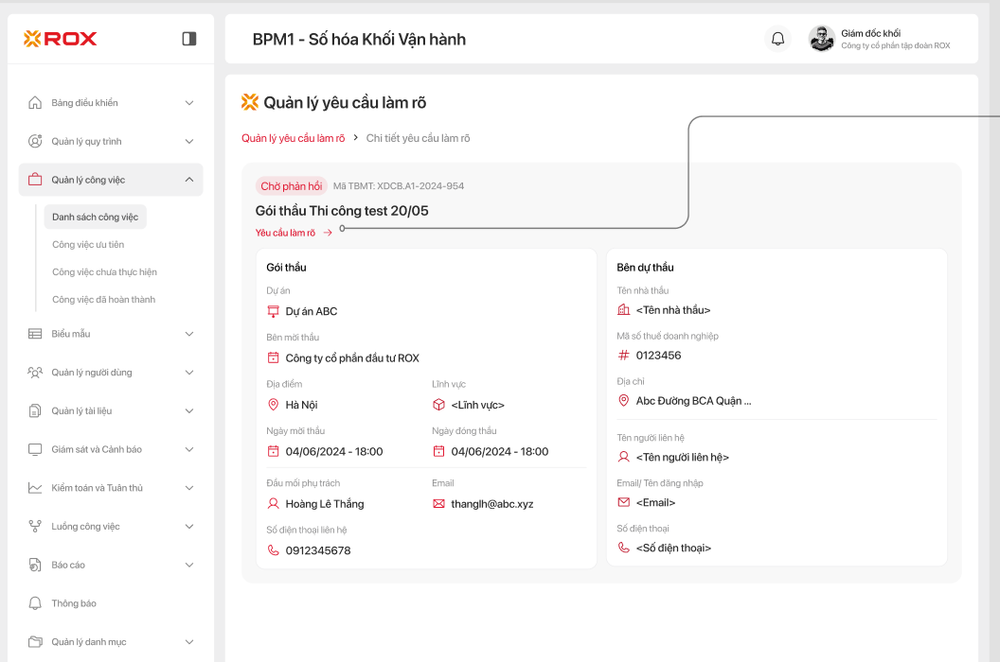 ROX
BPM1 - Số hóa Khối Vận hành
Giám đốc khối
Công ty cổ phần tập đoàn ROX
Bảng điều khiển
Quản lý quy trình
Quản lý công việc
Danh sách công việc
Công việc ưu tiên
Công việc chưa thực hiện
Công việc đã hoàn thành
Biểu mẫu
Quản lý người dùng
Quản lý tài liệu
Giám sát và Cảnh báo
Kiểm toán và Tuân thủ
Luồng công việc
Báo cáo
Thông báo
Quản lý danh mục
Quản lý yêu cầu làm rõ
Quản lý yêu cầu làm rõ > Chi tiết yêu cầu làm rõ
Chờ phản hồi Mã TBMT: XDCB.A1-2024-954
Gói thầu Thi công test 20/05
Yêu cầu làm rõ →
Gói thầu
Dự án
Dự án ABC
Bên mời thầu
Công ty cổ phần đầu tư ROX
Địa điểm Lĩnh vực
Hà Nội <Lĩnh vực>
Ngày mời thầu Ngày đóng thầu
04/06/2024 - 18:00 04/06/2024 - 18:00
Đầu mối phụ trách Email
Hoàng Lê Thắng thanglh@abc.xyz
Số điện thoại liên hệ
0912345678
Bên dự thầu
Tên nhà thầu
<Tên nhà thầu>
Mã số thuế doanh nghiệp
# 0123456
Địa chỉ
Abc Đường BCA Quận ...
Tên người liên hệ
<Tên người liên hệ>
Email/ Tên đăng nhập
<Email>
Số điện thoại
<Số điện thoại>